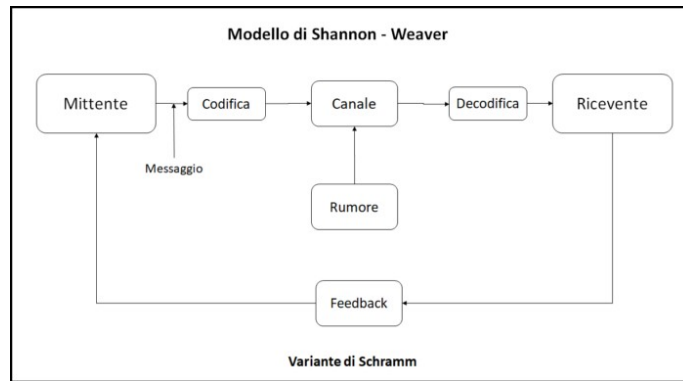 Modello di Shannon - Weaver
Mittente
Codifica
Canale
Decodifica
Ricevente
Messaggio
Rumore
Feedback
Variante di Schramm